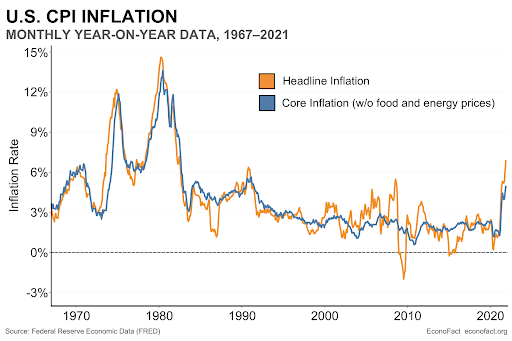 U.S. CPI INFLATION
MONTHLY YEAR-ON-YEAR DATA, 1967–2021
15%
12%
9%
6%
3%
0%
-3%
Inflation Rate
Headline Inflation
Core Inflation (w/o food and energy prices)
1970 1980 1990 2000 2010 2020
Source: Federal Reserve Economic Data (FRED) EconoFact econofact.org